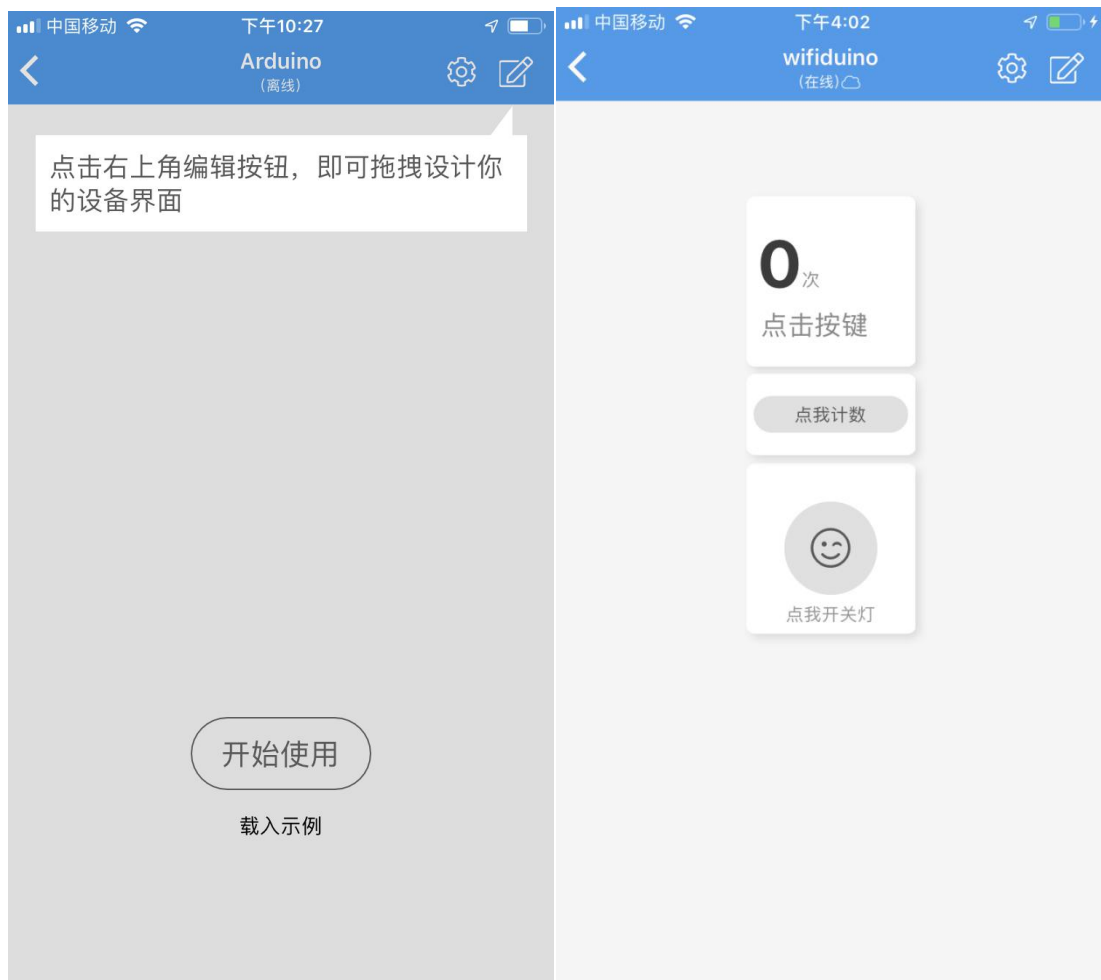 中国移动 下午10:27
Arduino
(离线)
点击右上角编辑按钮，即可拖拽设计你
的设备界面
开始使用
载入示例
中国移动 下午4:02
wifiduino
(在线)
0次
点击按键
点我计数
点我开关灯